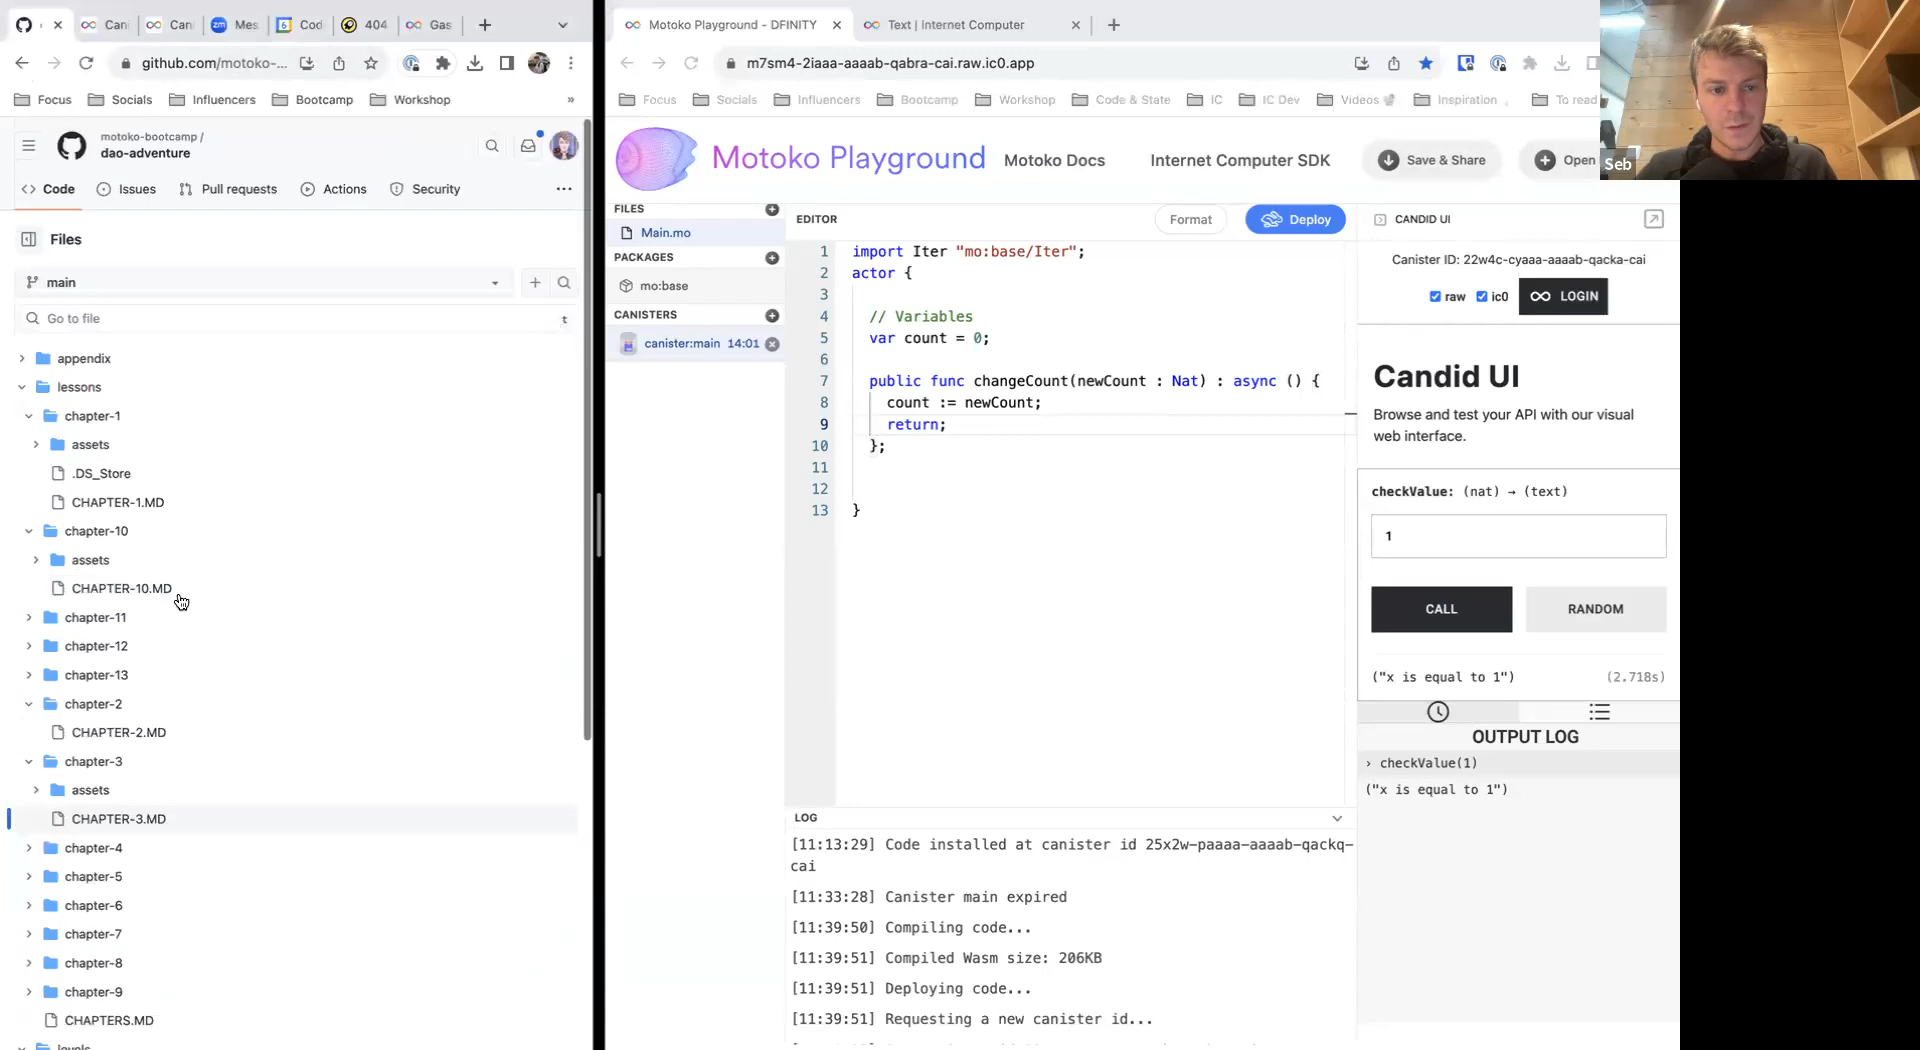 Can
Can
Mes
Cod
404
Gas
github.com/motoko-...
Focus
Socials
Influencers
Bootcamp
Workshop
»
motoko-bootcamp /
dao-adventure
Code
Issues
Pull requests
Actions
Security
Files
main
Go to file
t
appendix
lessons
chapter-1
assets
.DS_Store
CHAPTER-1.MD
chapter-10
assets
CHAPTER-10.MD
chapter-11
chapter-12
chapter-13
chapter-2
CHAPTER-2.MD
chapter-3
assets
CHAPTER-3.MD
chapter-4
chapter-5
chapter-6
chapter-7
chapter-8
chapter-9
CHAPTERS.MD
levels
Motoko Playground - DFINITY
Text | Internet Computer
m7sm4-2iaaa-aaaab-qabra-cai.raw.ic0.app
Focus
Socials
Influencers
Bootcamp
Workshop
Code & State
IC
IC Dev
Videos
Inspiration
To read
Motoko Playground
Motoko Docs
Internet Computer SDK
Save & Share
Open
Seb
FILES
Main.mo
PACKAGES
mo:base
CANISTERS
canister:main 14:01
EDITOR
Format
Deploy
1 import Iter "mo:base/Iter";
2 actor {
3
4 // Variables
5 var count = 0;
6
7 public func changeCount(newCount : Nat) : async () {
8 count := newCount;
9 return;
10 };
11
12
13 }
LOG
[11:13:29] Code installed at canister id 25x2w-paaaa-aaaab-qackq-
cai
[11:33:28] Canister main expired
[11:39:50] Compiling code...
[11:39:51] Compiled Wasm size: 206KB
[11:39:51] Deploying code...
[11:39:51] Requesting a new canister id...
CANDID UI
Canister ID: 22w4c-cyaaa-aaaab-qacka-cai
raw
ic0
LOGIN
Candid UI
Browse and test your API with our visual
web interface.
checkValue: (nat) → (text)
1
CALL
RANDOM
("x is equal to 1")
(2.718s)
OUTPUT LOG
› checkValue(1)
("x is equal to 1")